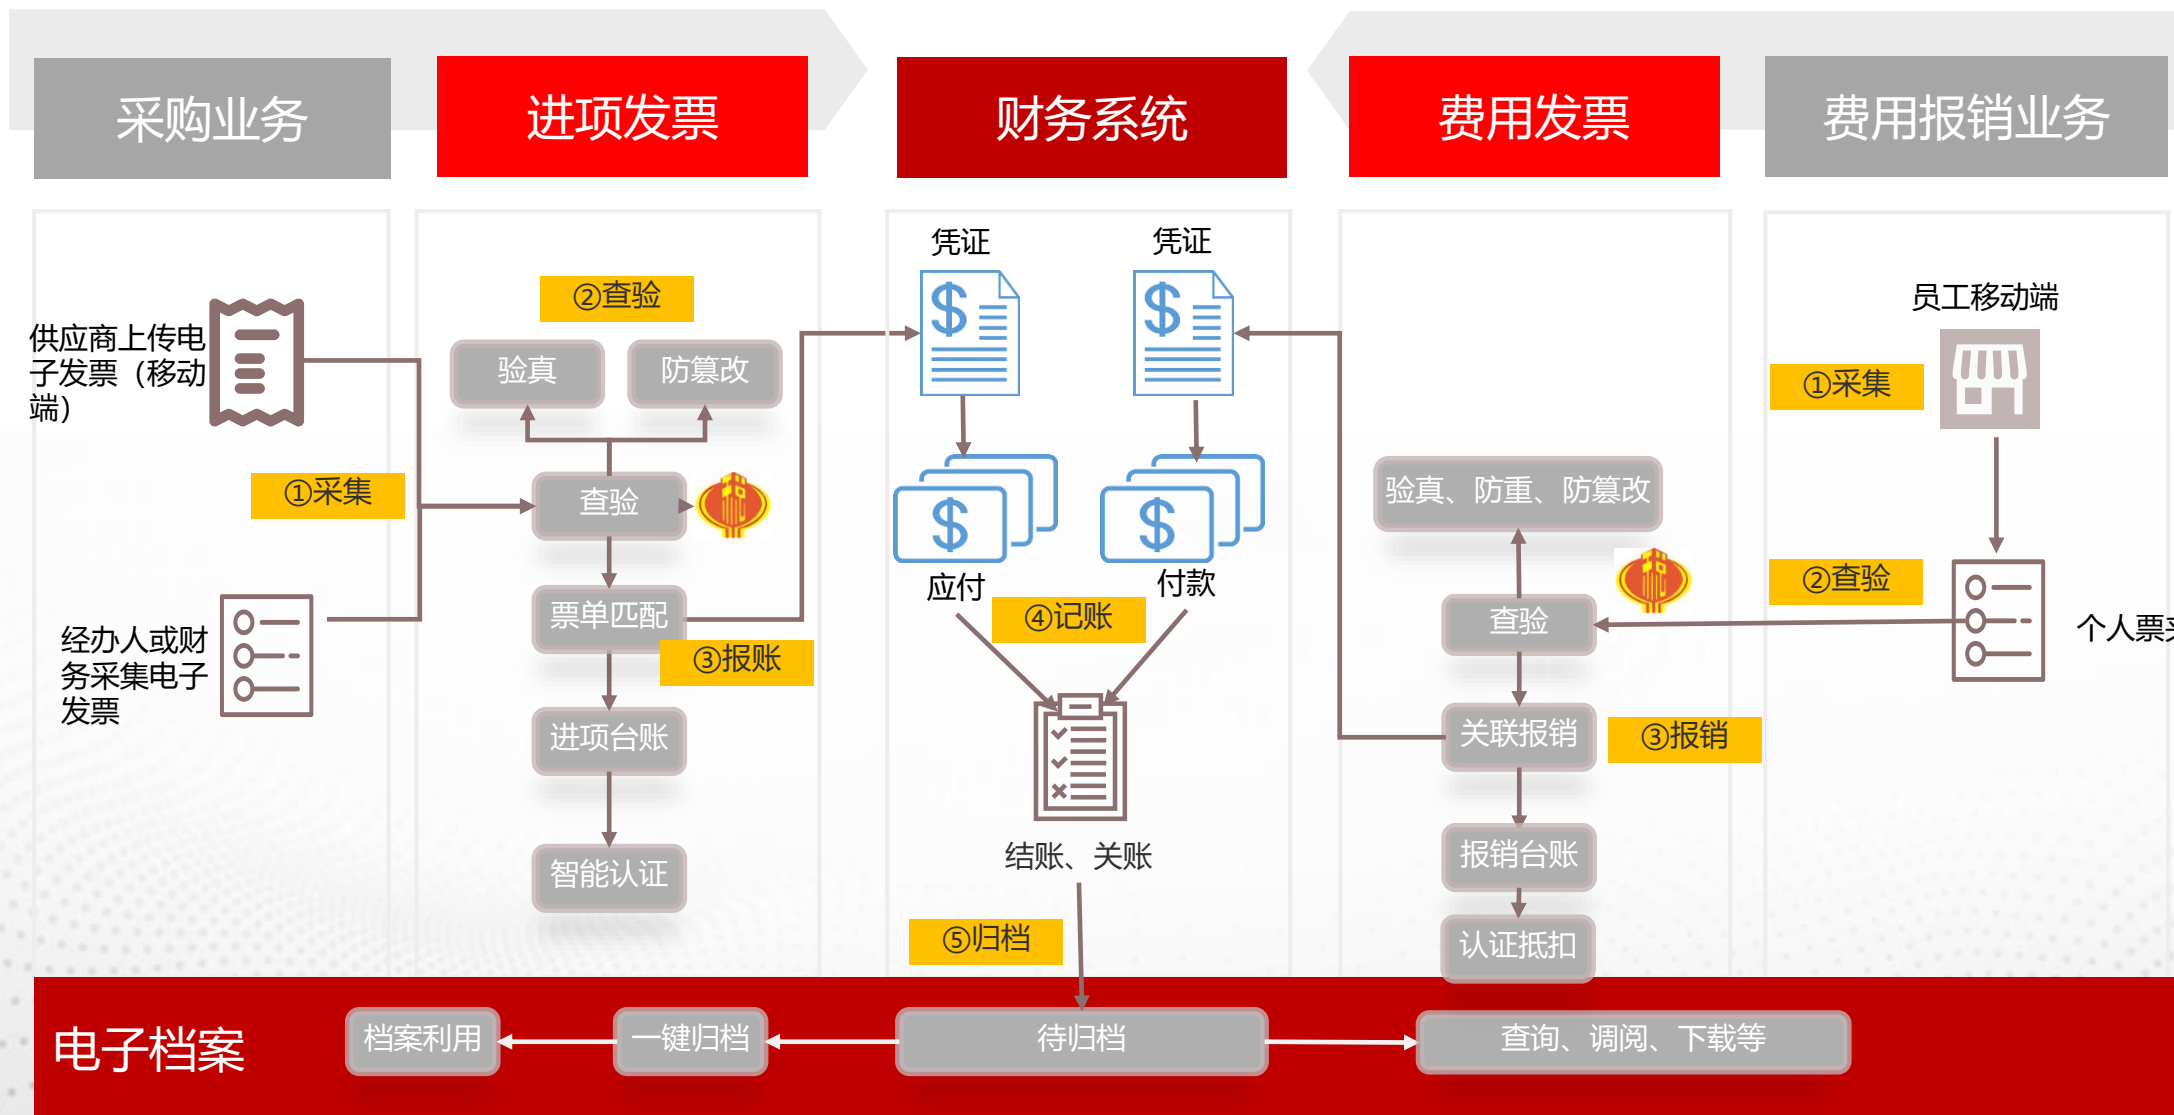 采购业务
进项发票
财务系统
费用发票
费用报销业务
供应商上传电
子发票（移动
端）
①采集
经办人或财
务采集电子
发票
②查验
验真
防篡改
查验
票单匹配
③报账
进项台账
智能认证
凭证
凭证
应付
付款
④记账
结账、关账
⑤归档
验真、防重、防篡改
查验
关联报销
③报销
报销台账
认证抵扣
员工移动端
①采集
②查验
个人票
电子档案
档案利用
一键归档
待归档
查询、调阅、下载等